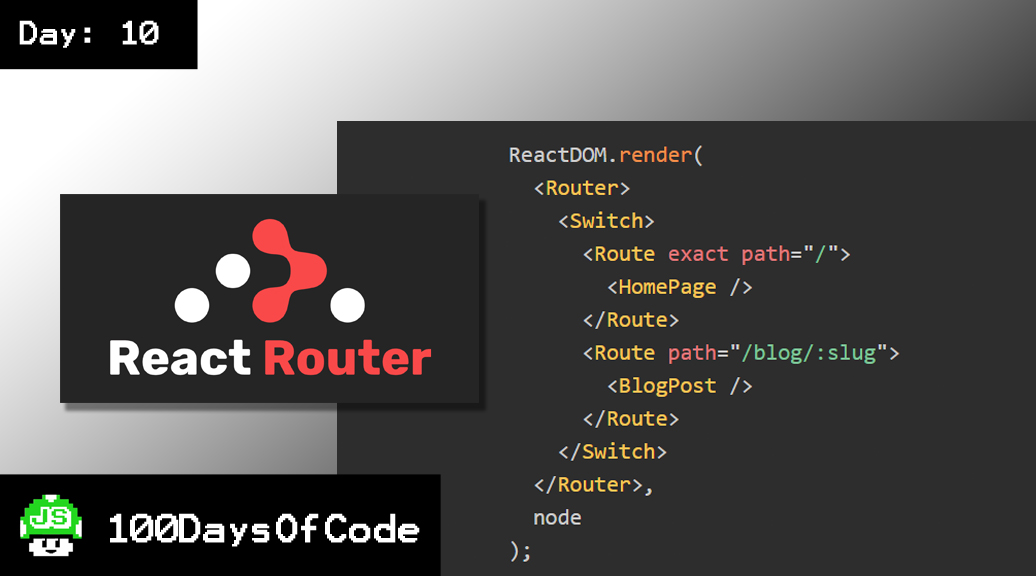 Day: 10
React Router
ReactDOM.render(
<Router>
<Switch>
<Route exact path="/">
<HomePage />
</Route>
<Route path="/blog/:slug">
<BlogPost />
</Route>
</Switch>
</Router>,
node
);
JS
100DaysOfCode